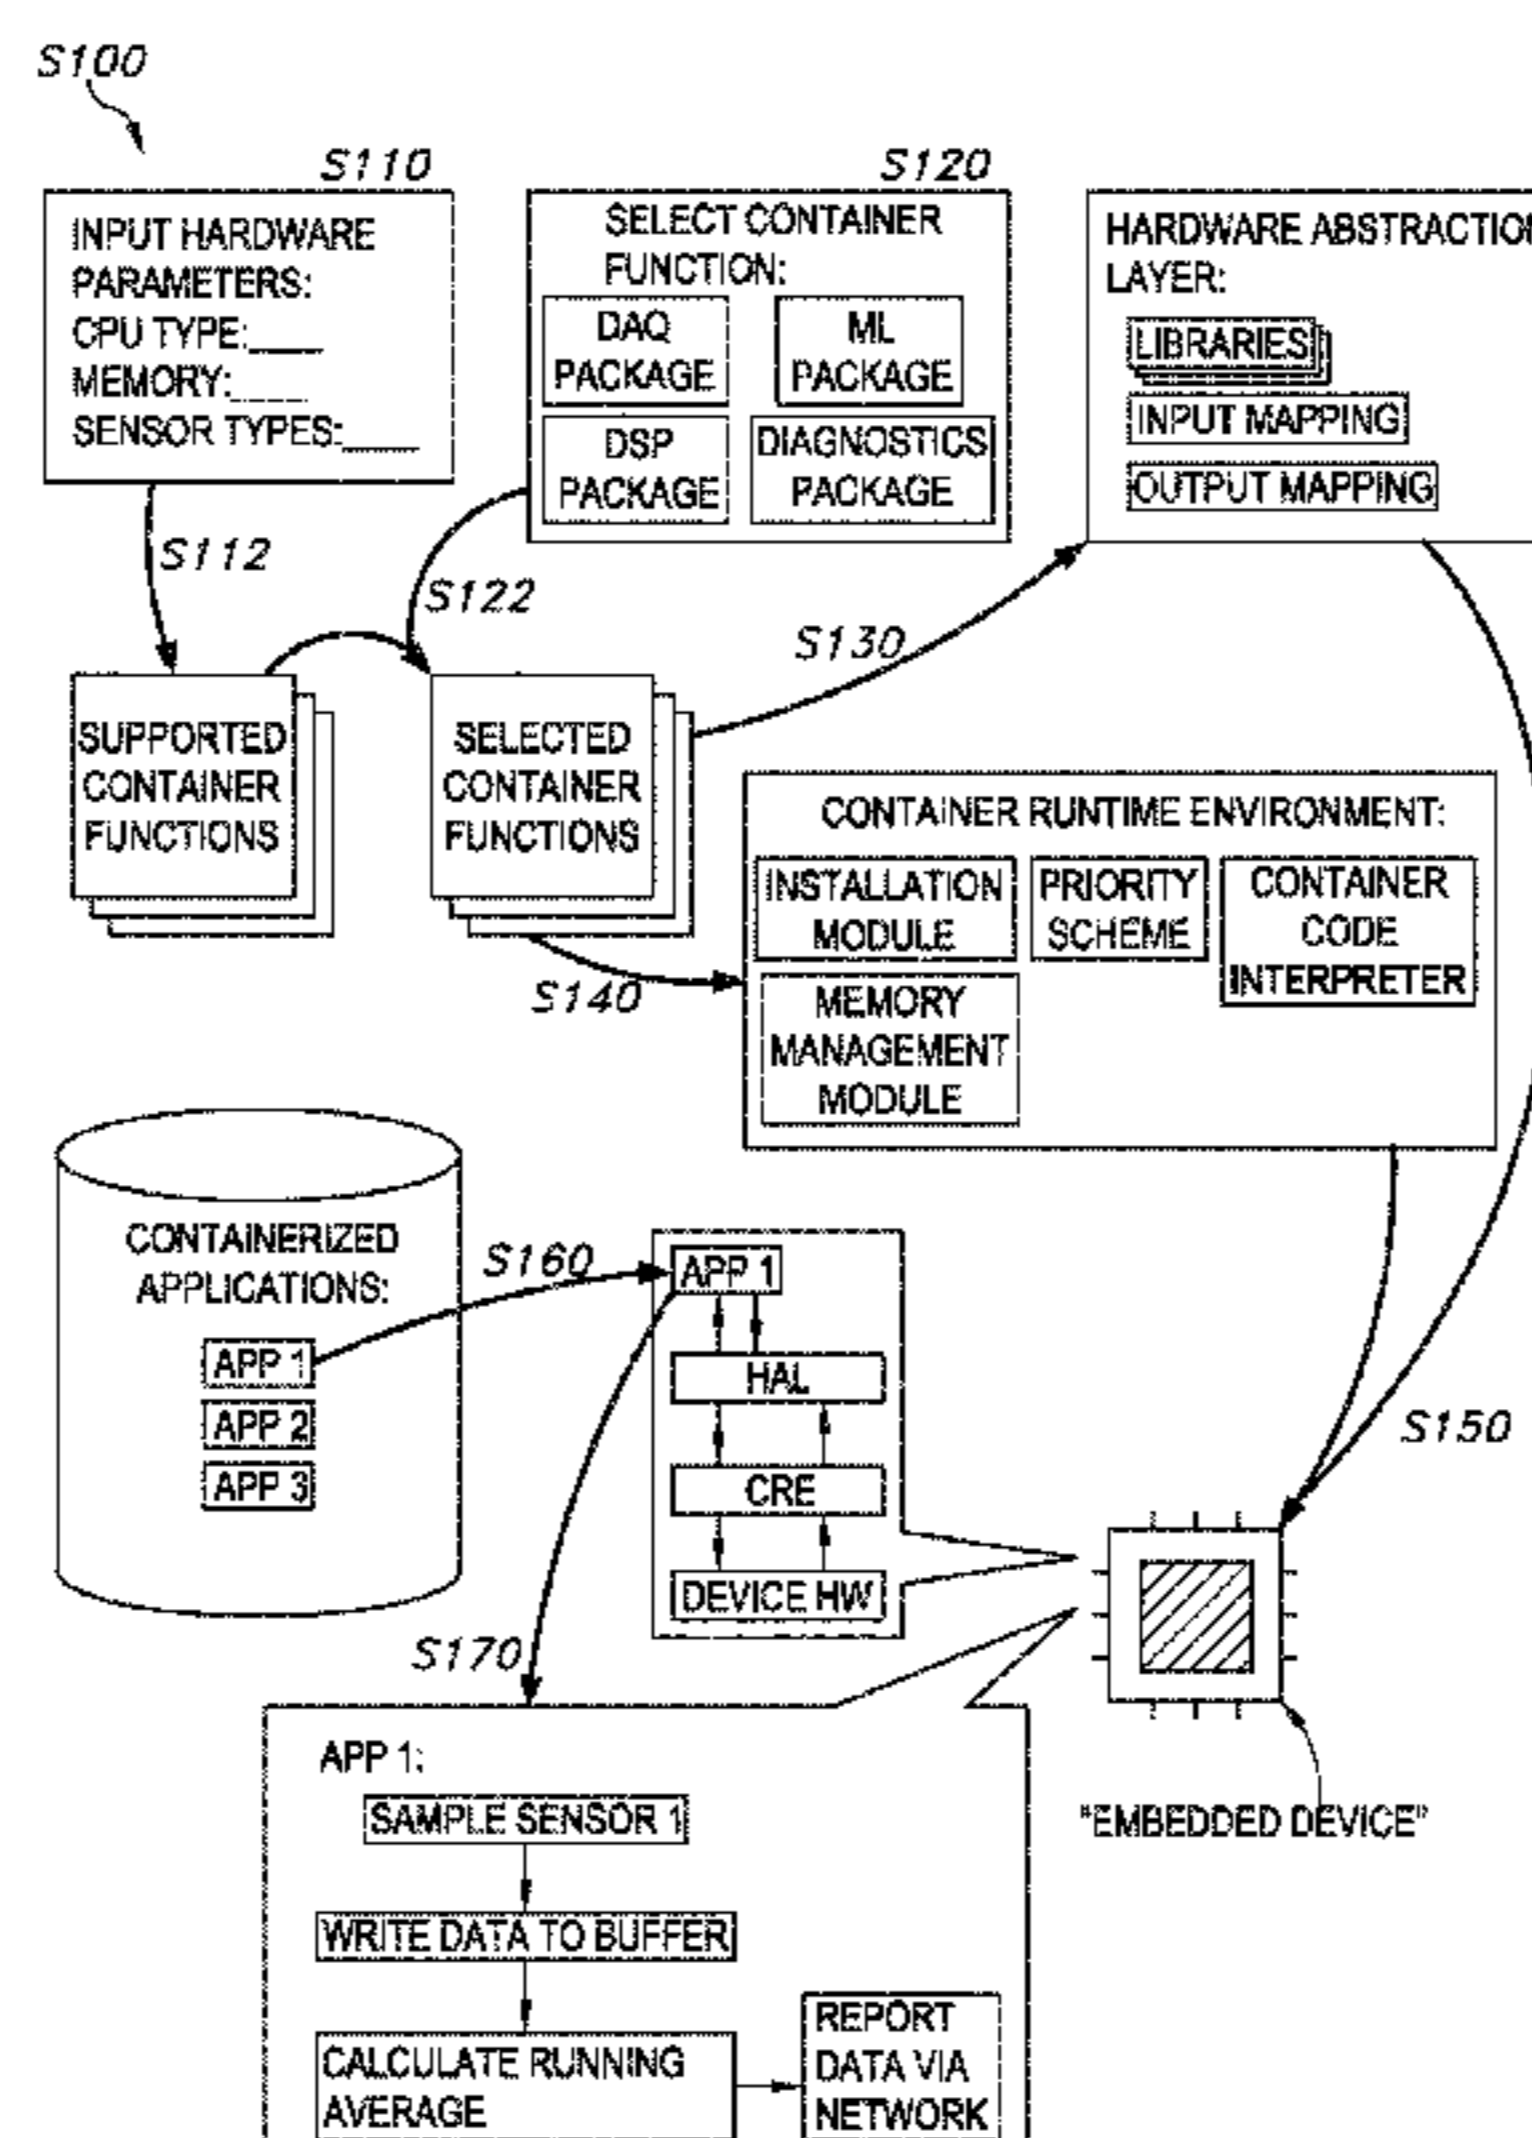 S100
S110
INPUT HARDWARE
PARAMETERS:
CPU TYPE:____
MEMORY:____
SENSOR TYPES:____
S120
SELECT CONTAINER
FUNCTION:
DAQ
PACKAGE
ML
PACKAGE
DSP
PACKAGE
DIAGNOSTICS
PACKAGE
HARDWARE ABSTRACTION
LAYER:
LIBRARIES
INPUT MAPPING
OUTPUT MAPPING
S112
S122
S130
SUPPORTED
CONTAINER
FUNCTIONS
SELECTED
CONTAINER
FUNCTIONS
S140
CONTAINER RUNTIME ENVIRONMENT:
INSTALLATION
MODULE
PRIORITY
SCHEME
CONTAINER
CODE
INTERPRETER
MEMORY
MANAGEMENT
MODULE
CONTAINERIZED
APPLICATIONS:
APP 1
APP 2
APP 3
S160
APP 1
HAL
CRE
DEVICE HW
S150
S170
"EMBEDDED DEVICE"
APP 1:
SAMPLE SENSOR 1
WRITE DATA TO BUFFER
CALCULATE RUNNING
AVERAGE
REPORT
DATA VIA
NETWORK